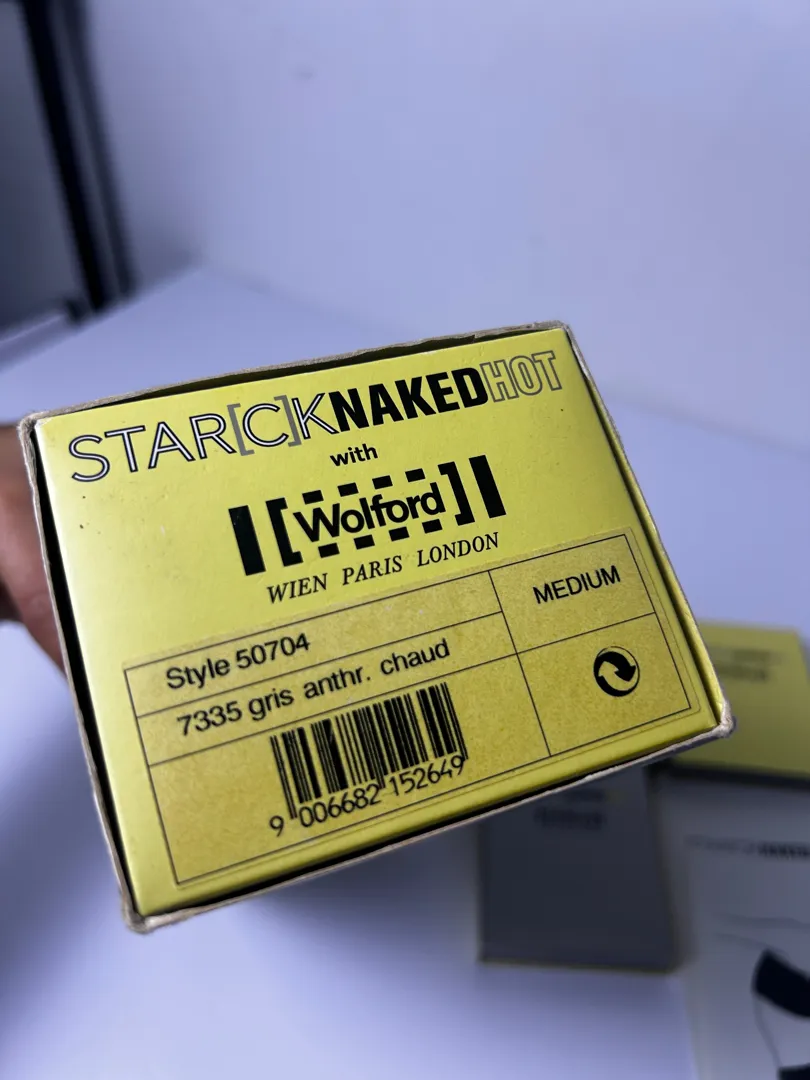 STAR[C]KNAKEDHOT
with
[Wolford]
WIEN PARIS LONDON
Style 50704
MEDIUM
7335 gris anthr. chaud
9 006682 152649